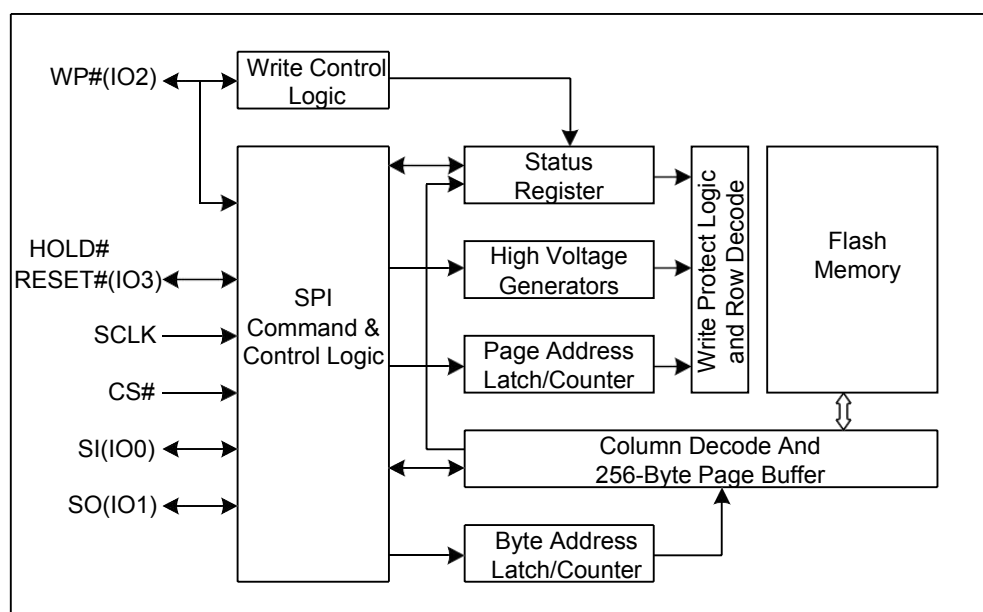 WP#(IO2)
Write Control
Logic
HOLD#
RESET#(IO3)
SCLK
CS#
SI(IO0)
SO(IO1)
SPI
Command &
Control Logic
Status
Register
High Voltage
Generators
Page Address
Latch/Counter
Write Protect Logic
and Row Decode
Flash
Memory
Column Decode And
256-Byte Page Buffer
Byte Address
Latch/Counter